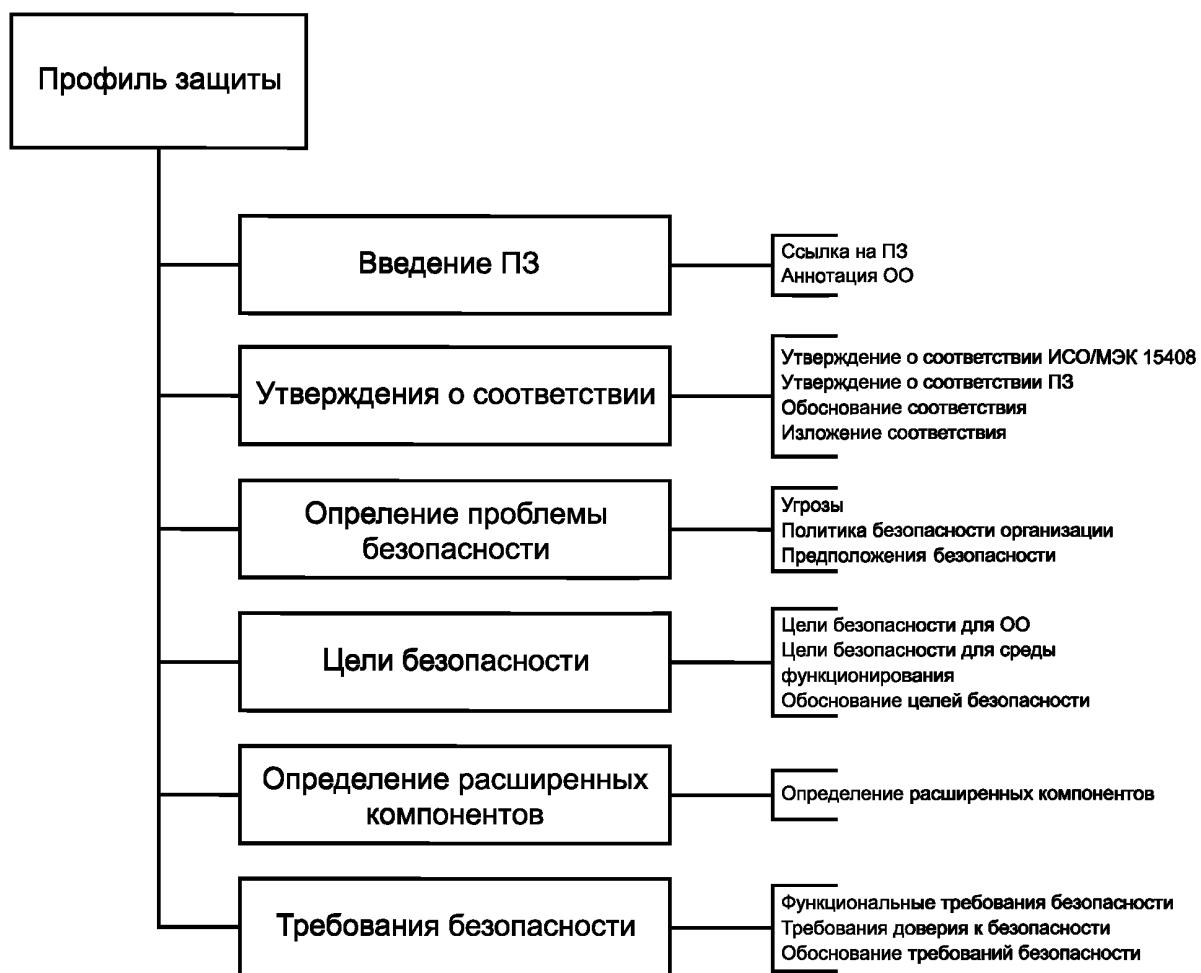 Профиль защиты
Введение ПЗ
Ссылка на ПЗ
Аннотация ОО
Утверждения о соответствии
Утверждение о соответствии ИСО/МЭК 15408
Утверждение о соответствии ПЗ
Обоснование соответствия
Изложение соответствия
Опреление проблемы
безопасности
Угрозы
Политика безопасности организации
Предположения безопасности
Цели безопасности
Цели безопасности для ОО
Цели безопасности для среды
функционирования
Обоснование целей безопасности
Определение расширенных
компонентов
Определение расширенных компонентов
Требования безопасности
Функциональные требования безопасности
Требования доверия к безопасности
Обоснование требований безопасности